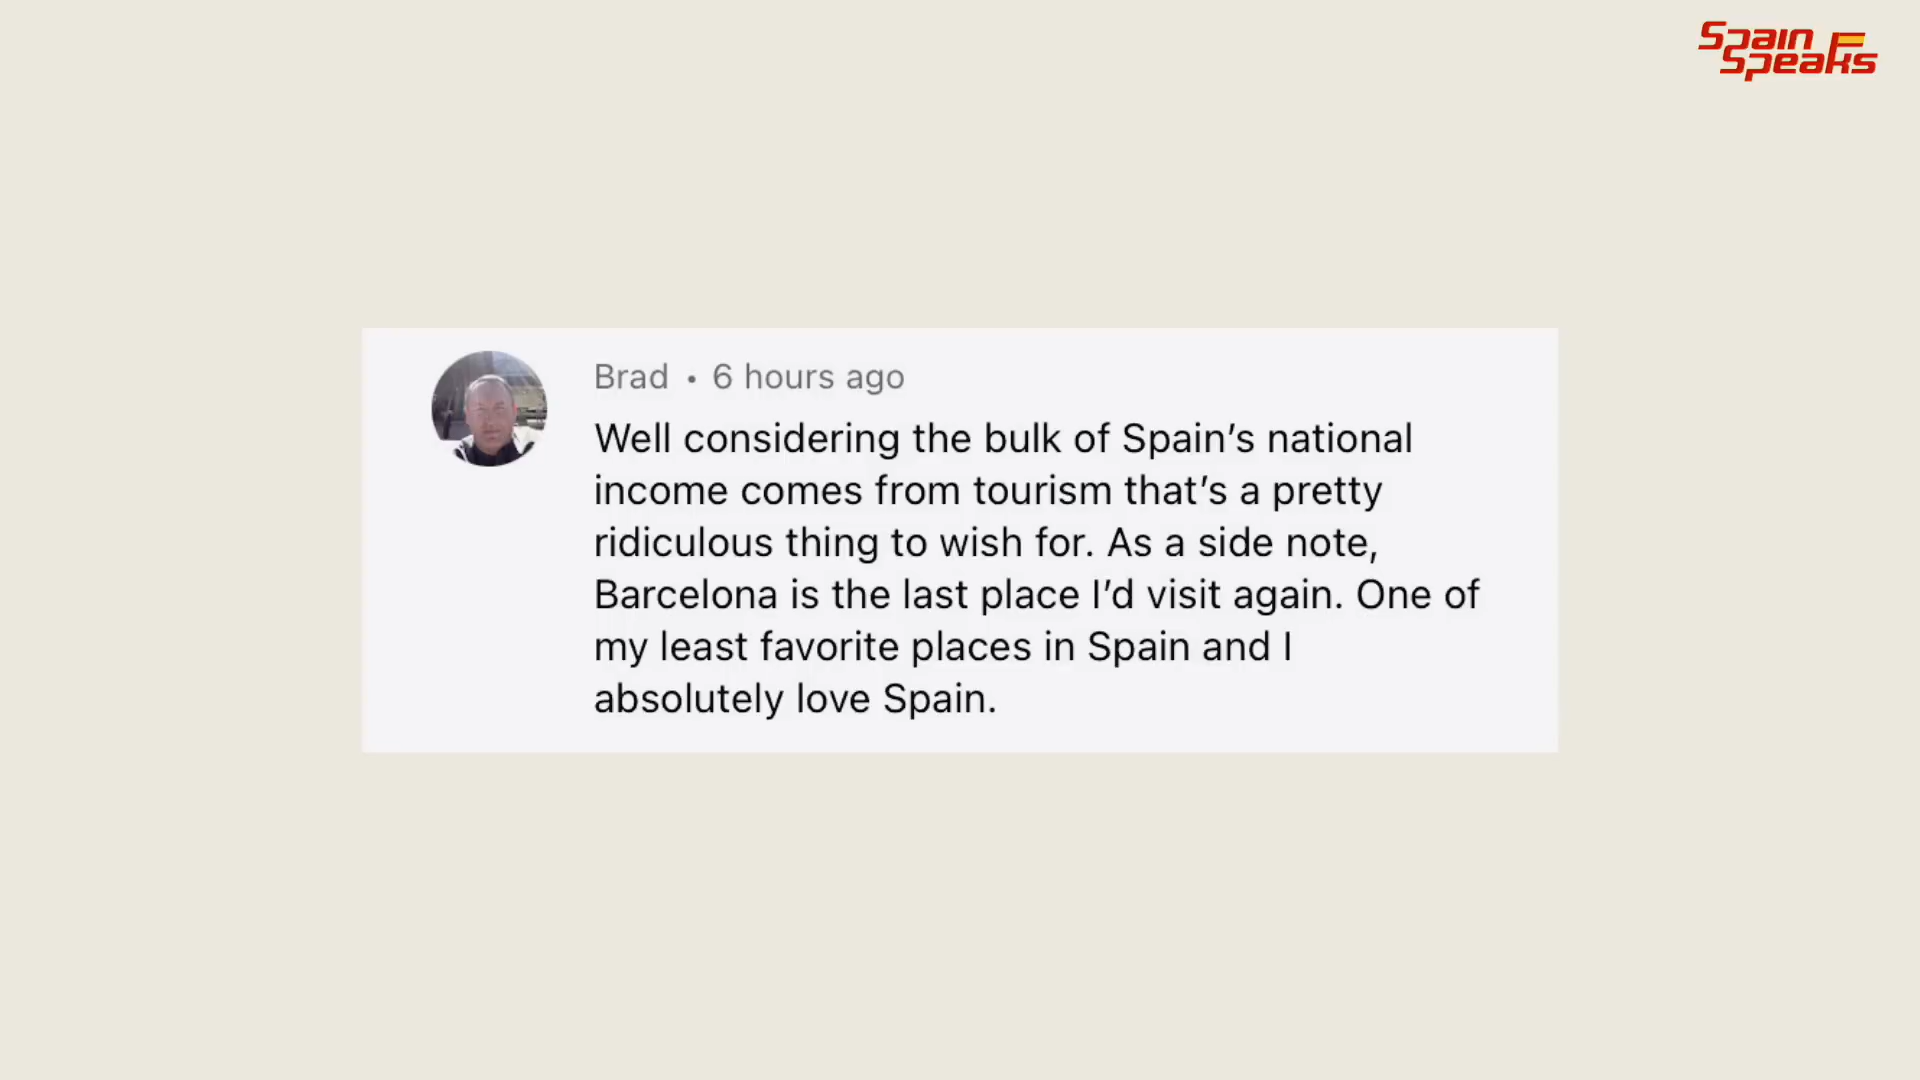 Spain
Speaks
Brad • 6 hours ago
Well considering the bulk of Spain’s national
income comes from tourism that’s a pretty
ridiculous thing to wish for. As a side note,
Barcelona is the last place I’d visit again. One of
my least favorite places in Spain and I
absolutely love Spain.